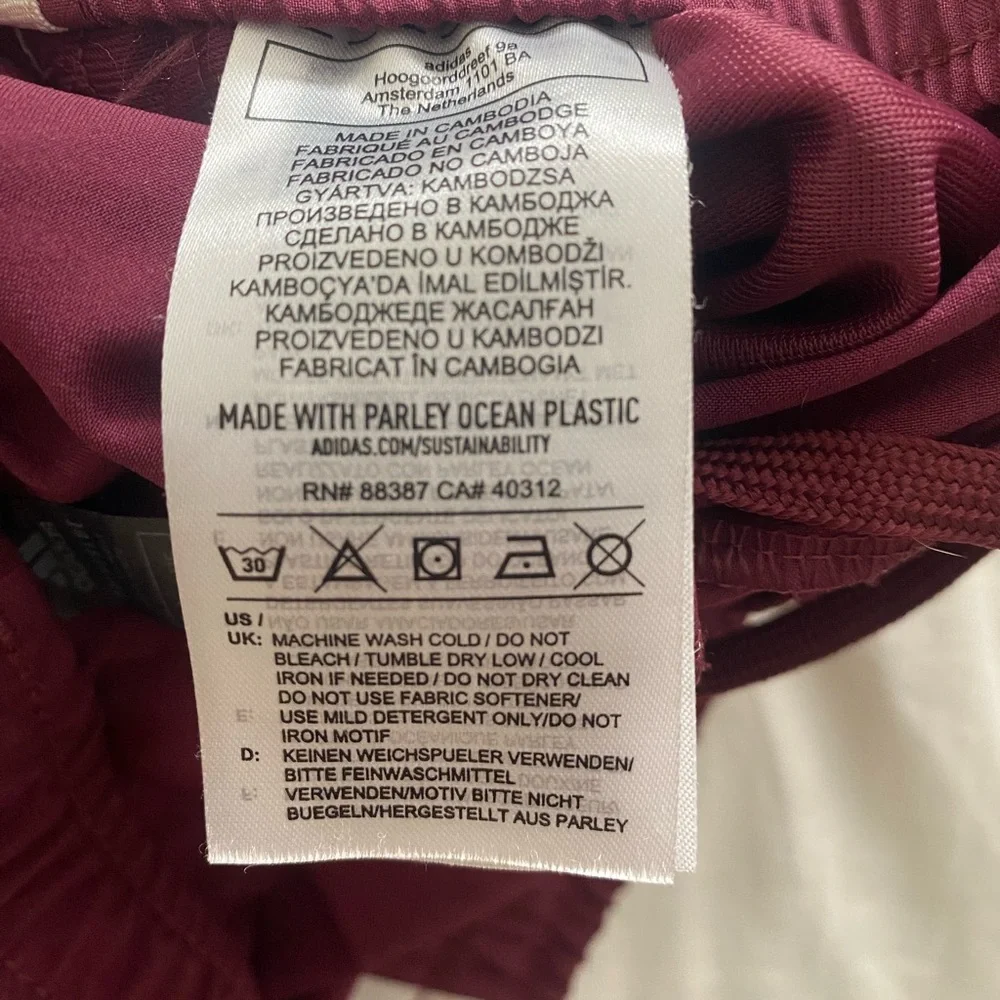 adidas
Hoogoorddreef 9a
Amsterdam 1101 BA
The Netherlands
MADE IN CAMBODIA
FABRIQUÉ AU CAMBODGE
FABRICADO EN CAMBOYA
FABRICADO NO CAMBOJA
GYÁRTVA: KAMBODZSA
ПРОИЗВЕДЕНО В КАМБОДЖА
СДЕЛАНО В КАМБОДЖЕ
PROIZVEDENO U KOMBODŽI
KAMBOÇYA'DA İMAL EDİLMİŞTİR.
КАМБОДЖЕДЕ ЖАСАЛҒАН
PROIZVEDENO U KAMBODZI
FABRICAT ÎN CAMBOGIA
MADE WITH PARLEY OCEAN PLASTIC
ADIDAS.COM/SUSTAINABILITY
RN# 88387 CA# 40312
30
US /
UK: MACHINE WASH COLD / DO NOT
BLEACH / TUMBLE DRY LOW / COOL
IRON IF NEEDED / DO NOT DRY CLEAN
DO NOT USE FABRIC SOFTENER/
USE MILD DETERGENT ONLY/DO NOT
IRON MOTIF
D: KEINEN WEICHSPUELER VERWENDEN/
BITTE FEINWASCHMITTEL
VERWENDEN/MOTIV BITTE NICHT
BUEGELN/HERGESTELLT AUS PARLEY